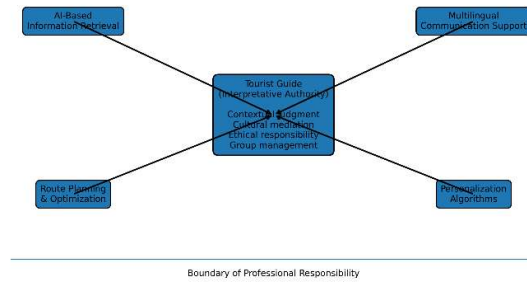 AI-Based
Information Retrieval
Multilingual
Communication Support
Tourist Guide
(Interpretative Authority)
Contextual Judgment
Cultural mediation
Ethical responsibility
Group management
Route Planning
& Optimization
Personalization
Algorithms
Boundary of Professional Responsibility